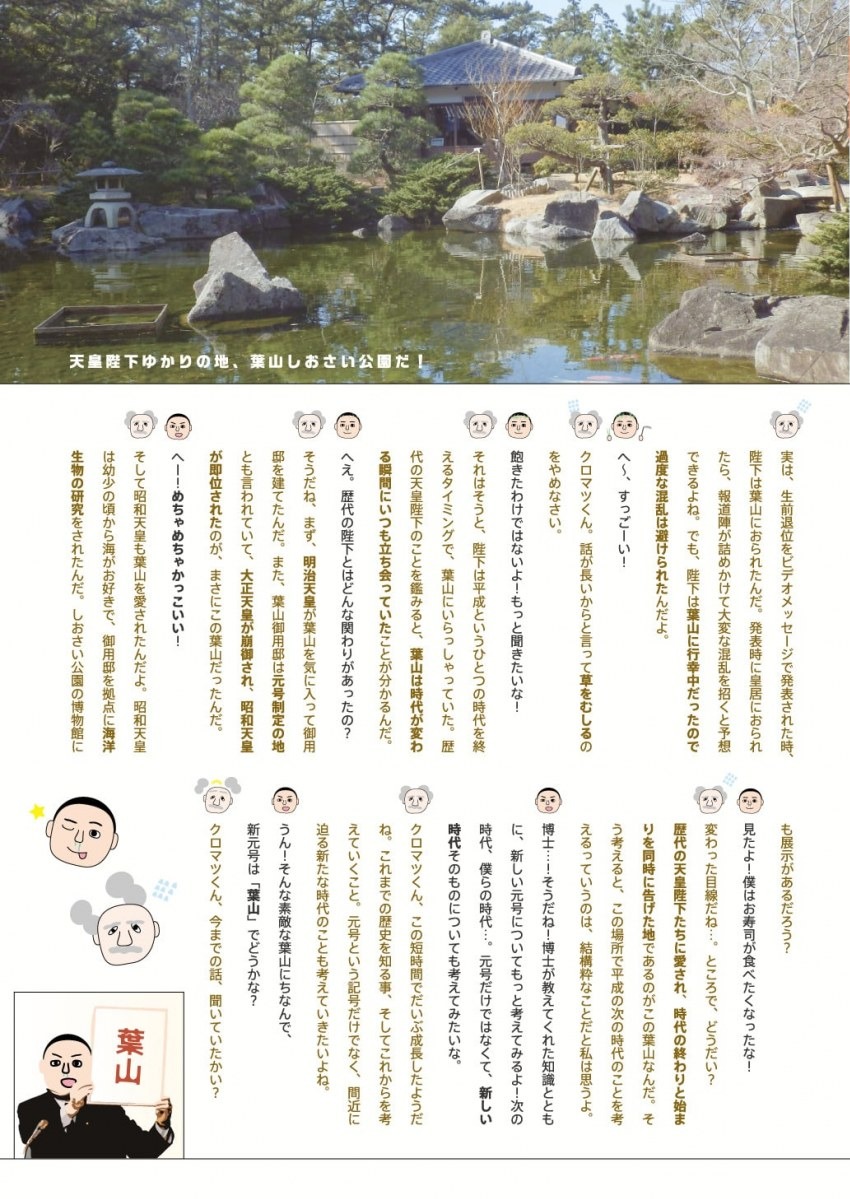 天皇陛下ゆかりの地、葉山しおさい公園だ！
実は、生前退位をビデオメッセージで発表された時、
陛下は葉山におられたんだ。発表時に皇居におられ
たら、報道陣が詰めかけて大変な混乱を招くと予想
できるよね。でも、陛下は葉山に行幸中だったので
過度な混乱は避けられたんだよ。
へ〜、すっごーい！
クロマツくん。話が長いからと言って草をむしるの
をやめなさい。
飽きたわけではないよ！もっと聞きたいな！
それはそうと、陛下は平成というひとつの時代を終
えるタイミングで、葉山にいらっしゃっていた。歴
代の天皇陛下のことを鑑みると、葉山は時代が変わ
る瞬間にいつも立ち会っていたことが分かるんだ。
へえ。歴代の陛下とはどんな関わりがあったの？
そうだね、まず、明治天皇が葉山を気に入って御用
邸を建てたんだ。また、葉山御用邸は元号制定の地
とも言われていて、大正天皇が崩御され、昭和天皇
が即位されたのが、まさにこの葉山だったんだ。
へー！めちゃめちゃかっこいい！
そして昭和天皇も葉山を愛されたんだよ。昭和天皇
は幼少の頃から海がお好きで、御用邸を拠点に海洋
生物の研究をされたんだ。しおさい公園の博物館に
も展示があるだろう？
見たよ！僕はお寿司が食べたくなったな！
変わった目線だね…。ところで、どうだい？
歴代の天皇陛下たちに愛され、時代の終わりと始ま
りを同時に告げた地であるのがこの葉山なんだ。そ
う考えると、この場所で平成の次の時代のことを考
えるっていうのは、結構粋なことだと私は思うよ。
博士…！そうだね！博士が教えてくれた知識ととも
に、新しい元号についてもっと考えてみるよ！次の
時代、僕らの時代…。元号だけではなくて、新しい
時代そのものについても考えてみたいな。
クロマツくん、この短時間でだいぶ成長したようだ
ね。これまでの歴史を知る事、そしてこれからを考
えていくこと。元号という記号だけでなく、間近に
迫る新たな時代のことも考えていきたいよね。
うん！そんな素敵な葉山にちなんで、
新元号は「葉山」でどうかな？
クロマツくん、今までの話、聞いていたかい？
葉山